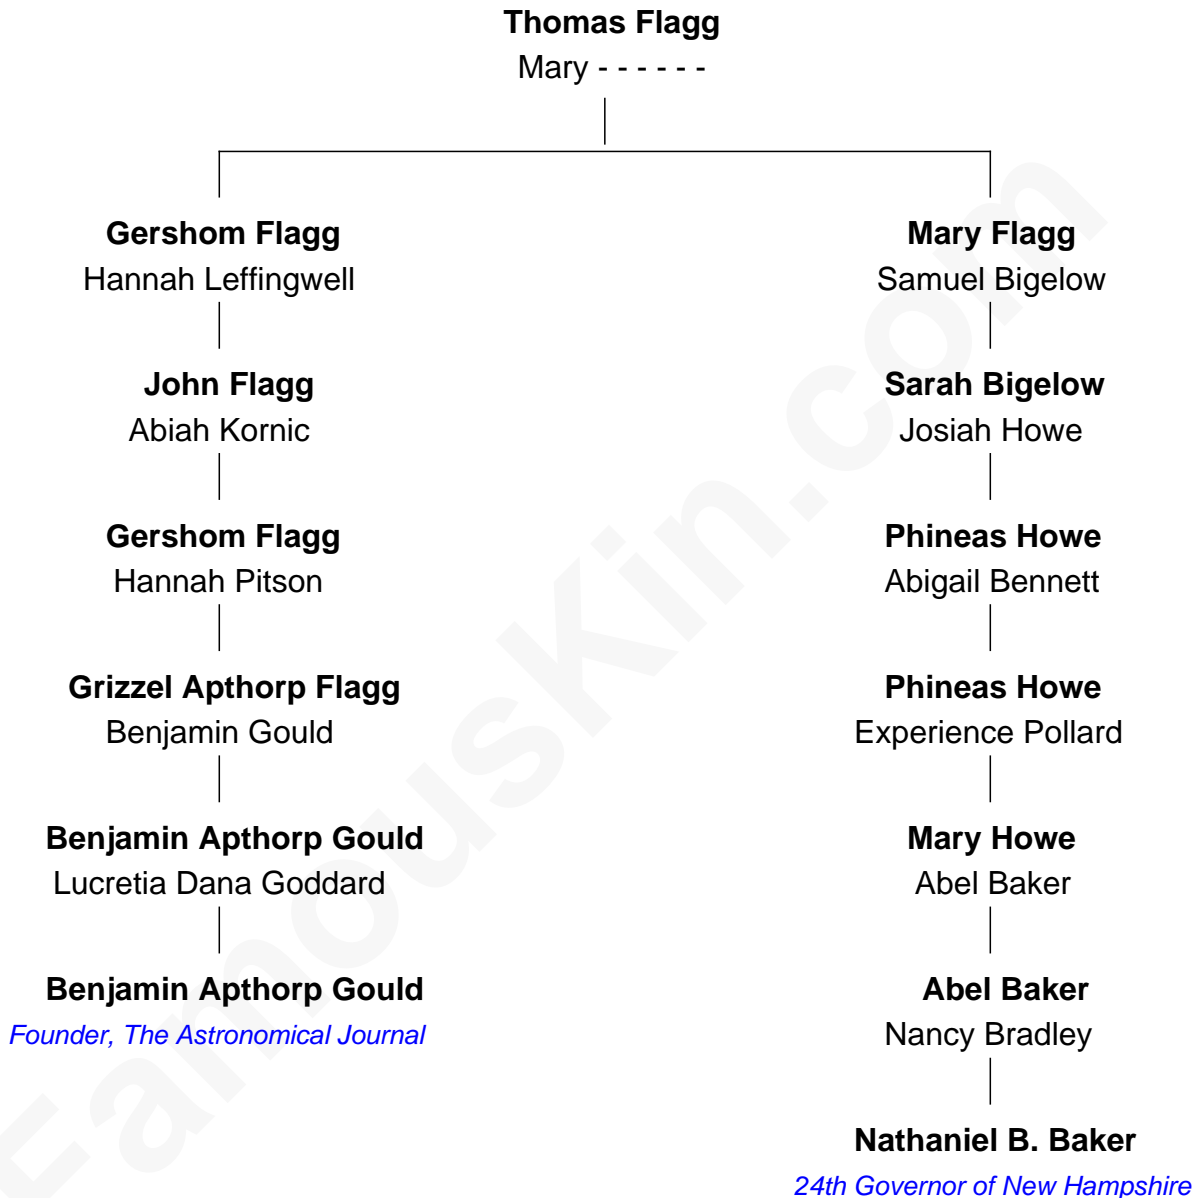 Thomas Flagg
Mary - - - - - -
Gershom Flagg
Hannah Leffingwell
Mary Flagg
Samuel Bigelow
John Flagg
Abiah Kornic
Sarah Bigelow
Josiah Howe
Gershom Flagg
Hannah Pitson
Phineas Howe
Abigail Bennett
Grizzel Apthorp Flagg
Benjamin Gould
Phineas Howe
Experience Pollard
Benjamin Apthorp Gould
Lucretia Dana Goddard
Mary Howe
Abel Baker
Benjamin Apthorp Gould
Founder, The Astronomical Journal
Abel Baker
Nancy Bradley
Nathaniel B. Baker
24th Governor of New Hampshire
FamousKin.com